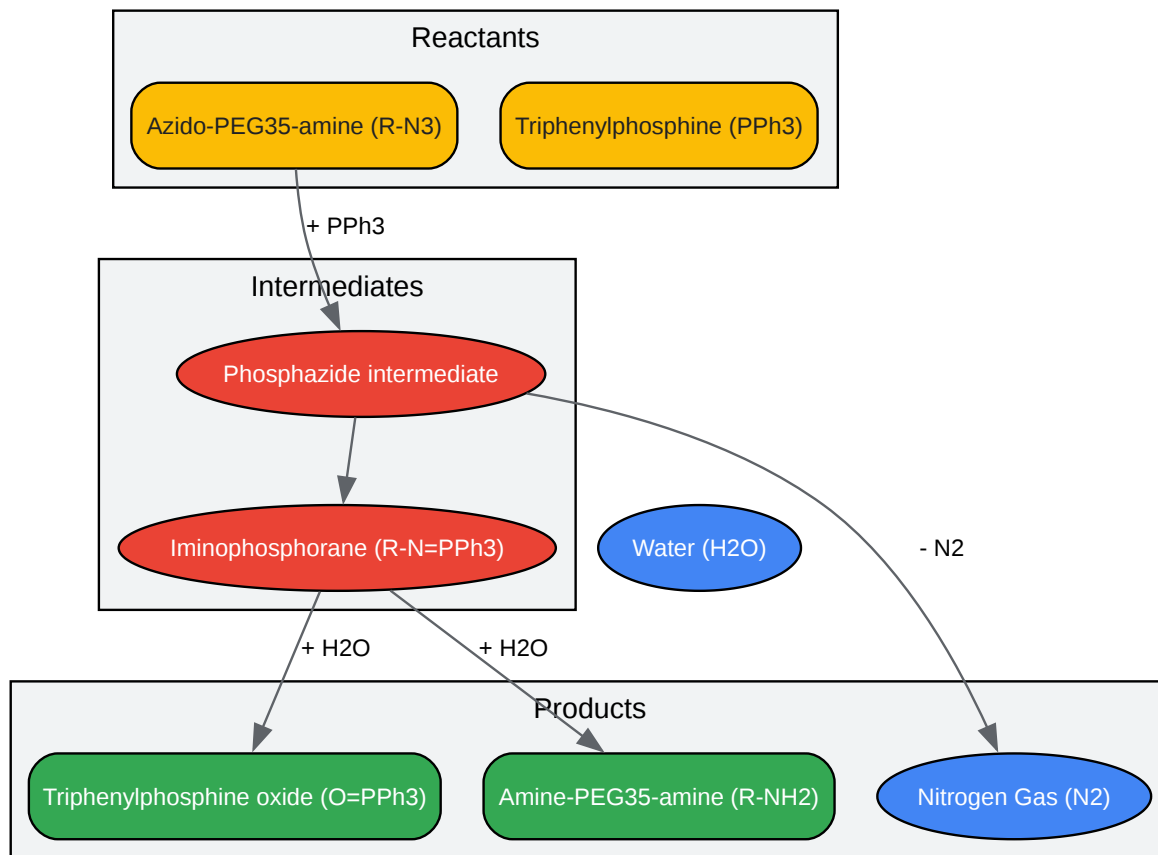 Reactants
Azido-PEG35-amine (R-N3)
Triphenylphosphine (PPh3)
+ PPh3
Intermediates
Phosphazide intermediate
Iminophosphorane (R-N=PPh3)
Water (H2O)
- N2
+ H2O
+ H2O
Products
Triphenylphosphine oxide (O=PPh3)
Amine-PEG35-amine (R-NH2)
Nitrogen Gas (N2)